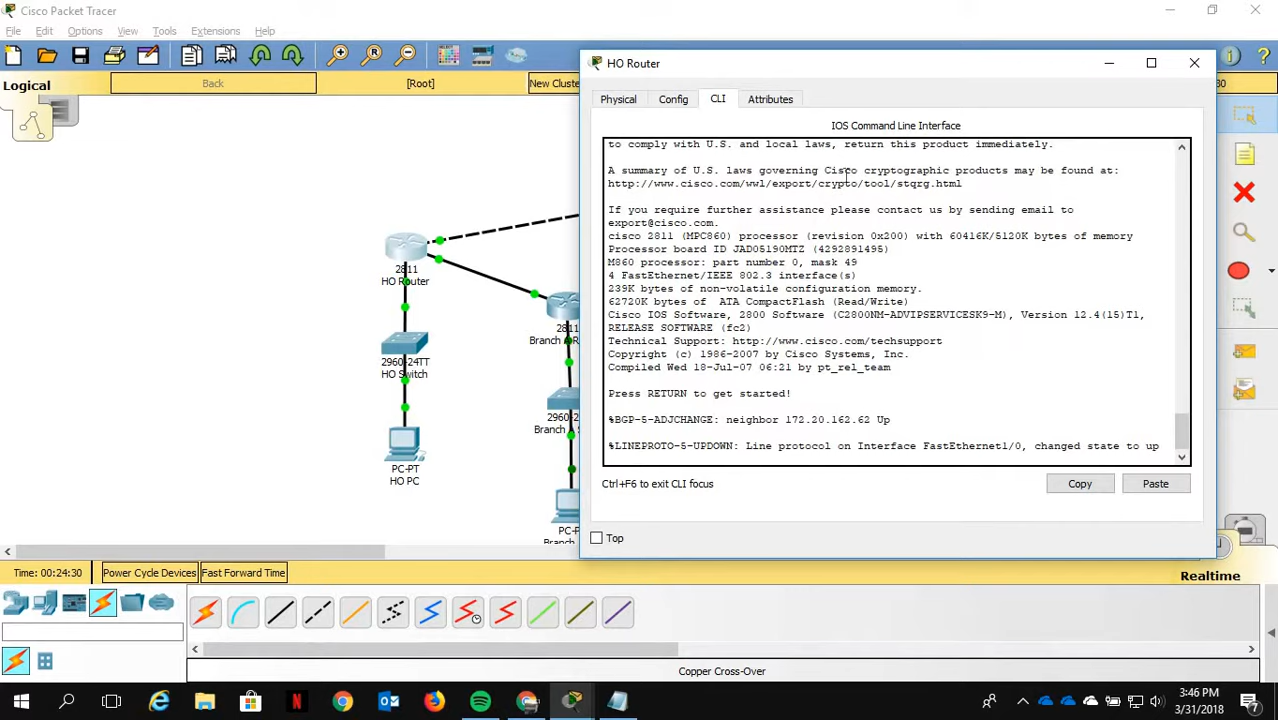 Cisco Packet Tracer
File Edit Options View Tools Extensions Help
Logical
Back
[Root]
New Cluster
30
2811
HO Router
2811
2960-24TT
HO Switch
PC-PT
HO PC
HO Router
Physical
Config
CLI
Attributes
IOS Command Line Interface
to comply with U.S. and local laws, return this product immediately.
A summary of U.S. laws governing Cisco cryptographic products may be found at:
http://www.cisco.com/wwl/export/crypto/tool/stqrg.html
If you require further assistance please contact us by sending email to
export@cisco.com.
cisco 2811 (MPC860) processor (revision 0x200) with 60416K/5120K bytes of memory
Processor board ID JAD05190MTZ (4292891495)
M860 processor: part number 0, mask 49
4 FastEthernet/IEEE 802.3 interface(s)
239K bytes of non-volatile configuration memory.
62720K bytes of ATA CompactFlash (Read/Write)
Cisco IOS Software, 2800 Software (C2800NM-ADVIPSERVICESK9-M), Version 12.4(15)T1,
RELEASE SOFTWARE (fc2)
Technical Support: http://www.cisco.com/techsupport
Copyright (c) 1986-2007 by Cisco Systems, Inc.
Compiled Wed 18-Jul-07 06:21 by pt_rel_team
Press RETURN to get started!
%BGP-5-ADJCHANGE: neighbor 172.20.162.62 Up
%LINEPROTO-5-UPDOWN: Line protocol on Interface FastEthernet1/0, changed state to up
Ctrl+F6 to exit CLI focus
Copy
Paste
Top
Time: 00:24:30
Power Cycle Devices
Fast Forward Time
Realtime
Copper Cross-Over
3:46 PM
3/31/2018
7